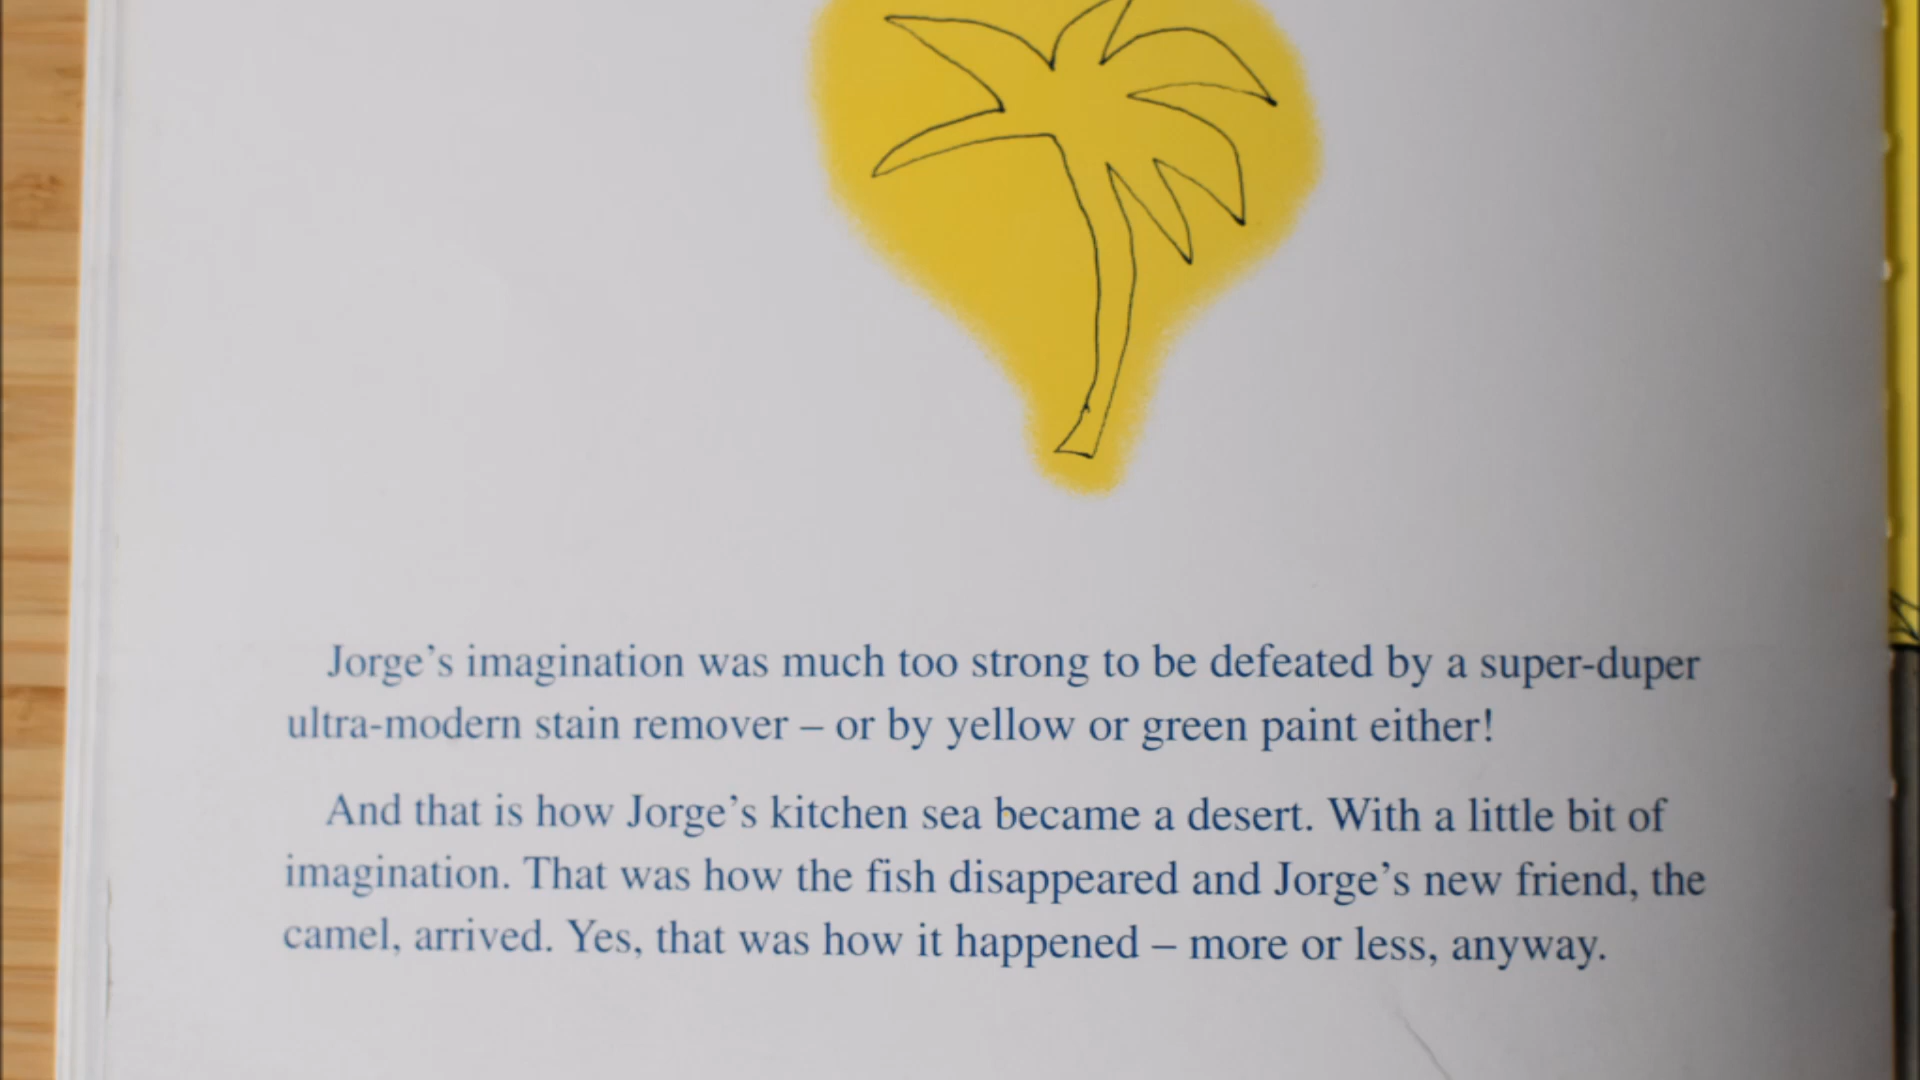 Jorge’s imagination was much too strong to be defeated by a super-duper
ultra-modern stain remover – or by yellow or green paint either!
And that is how Jorge’s kitchen sea became a desert. With a little bit of
imagination. That was how the fish disappeared and Jorge’s new friend, the
camel, arrived. Yes, that was how it happened – more or less, anyway.